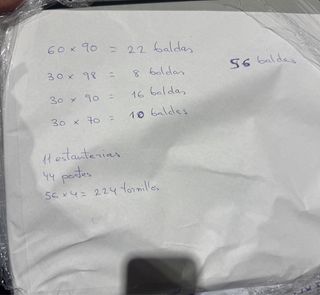 60 x 90 = 22 baldas
56 baldas
30 x 98 = 8 baldas
30 x 90 = 16 baldas
30 x 70 = 10 baldas
11 estanterias
44 postes
56 x 4 = 224 tornillos